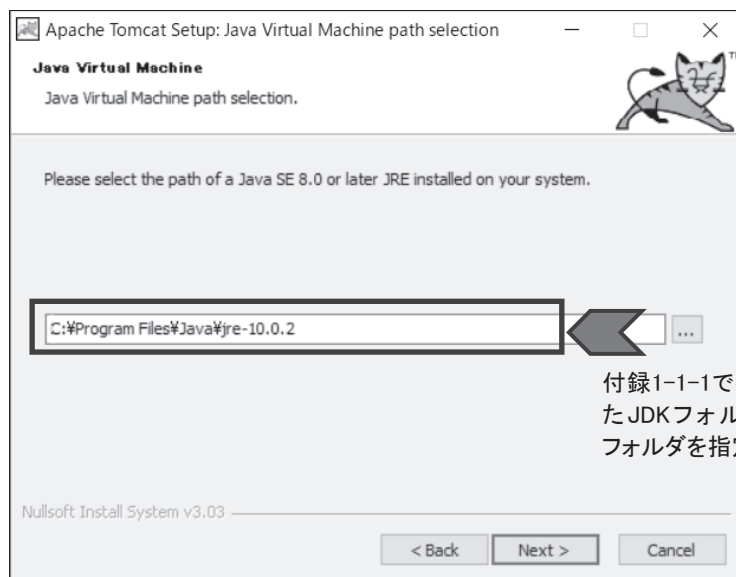 Apache Tomcat Setup: Java Virtual Machine path selection
Java Virtual Machine
Java Virtual Machine path selection.
Please select the path of a Java SE 8.0 or later JRE installed on your system.
C:¥Program Files¥Java¥jre-10.0.2
...
付録1-1-1で
たJDKフォル
フォルダを指
Nullsoft Install System v3.03
< Back
Next >
Cancel